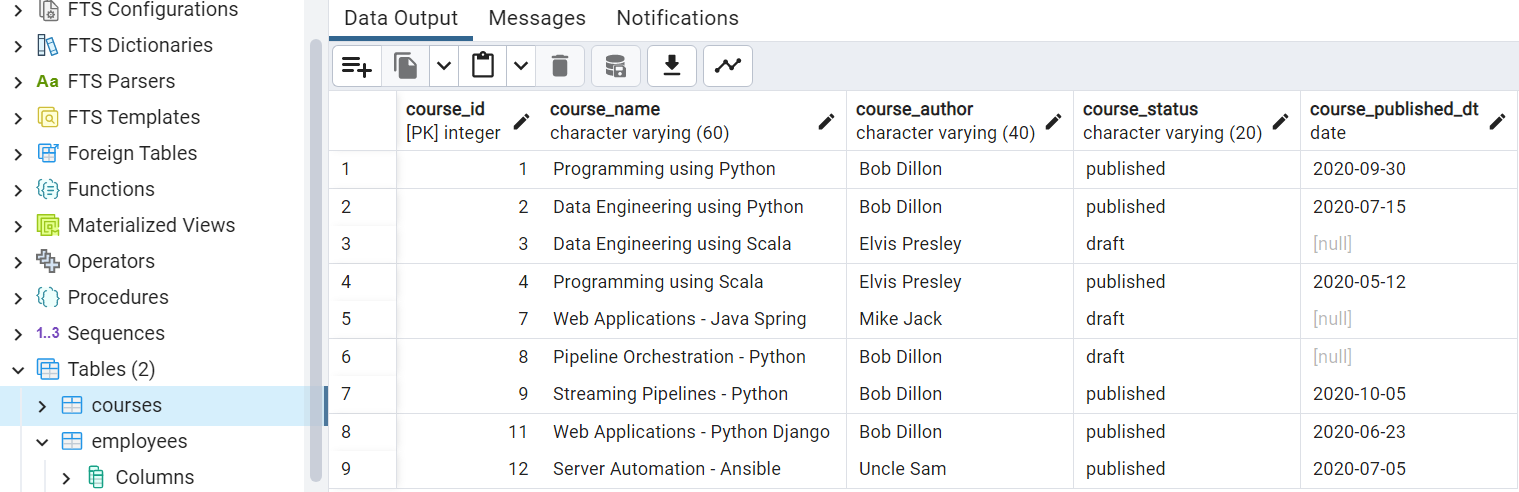 FTS Configurations
FTS Dictionaries
Aa FTS Parsers
FTS Templates
Foreign Tables
Functions
Materialized Views
Operators
Procedures
1..3 Sequences
Tables (2)
courses
employees
Columns
Data Output Messages Notifications
course_id course_name course_author course_status course_published_dt
[PK] integer character varying (60) character varying (40) character varying (20) date
1 1 Programming using Python Bob Dillon published 2020-09-30
2 2 Data Engineering using Python Bob Dillon published 2020-07-15
3 3 Data Engineering using Scala Elvis Presley draft [null]
4 4 Programming using Scala Elvis Presley published 2020-05-12
5 7 Web Applications - Java Spring Mike Jack draft [null]
6 8 Pipeline Orchestration - Python Bob Dillon draft [null]
7 9 Streaming Pipelines - Python Bob Dillon published 2020-10-05
8 11 Web Applications - Python Django Bob Dillon published 2020-06-23
9 12 Server Automation - Ansible Uncle Sam published 2020-07-05